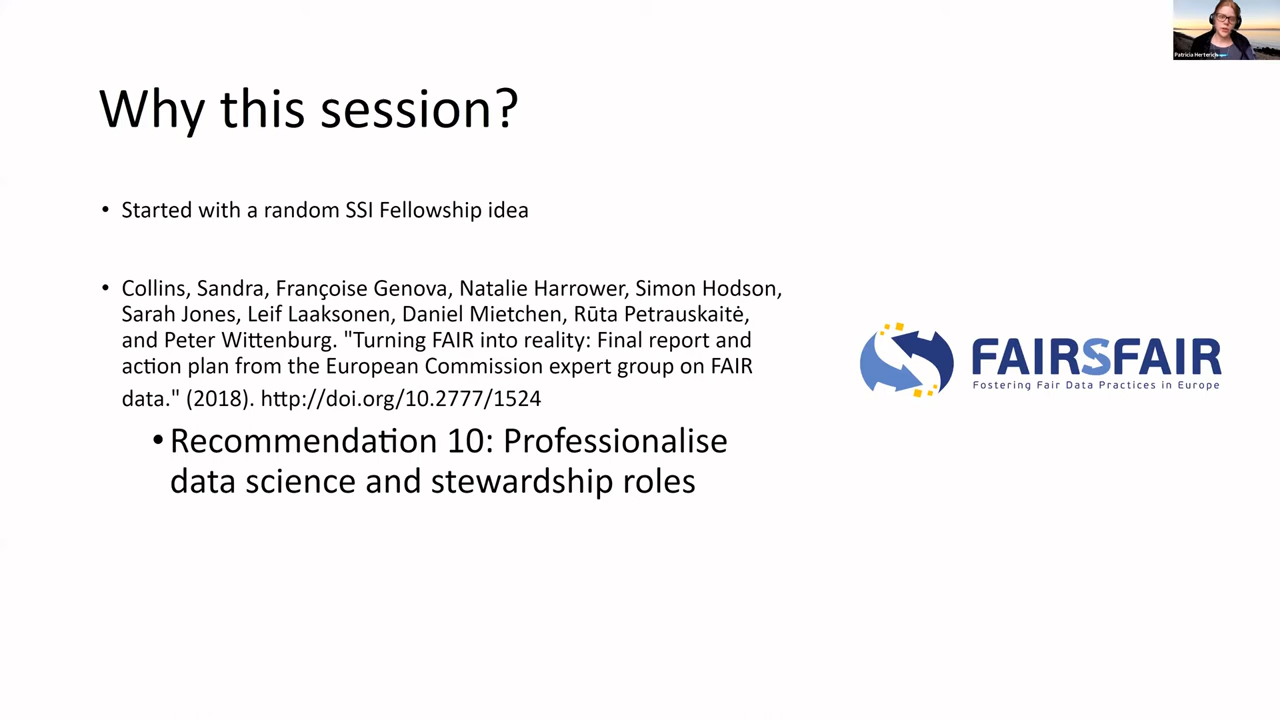 Patricia Herterich
Why this session?
• Started with a random SSI Fellowship idea
• Collins, Sandra, Françoise Genova, Natalie Harrower, Simon Hodson,
Sarah Jones, Leif Laaksonen, Daniel Mietchen, Rūta Petrauskaitė,
and Peter Wittenburg. "Turning FAIR into reality: Final report and
action plan from the European Commission expert group on FAIR
data." (2018). http://doi.org/10.2777/1524
• Recommendation 10: Professionalise
data science and stewardship roles
FAIRSFAIR
Fostering Fair Data Practices in Europe